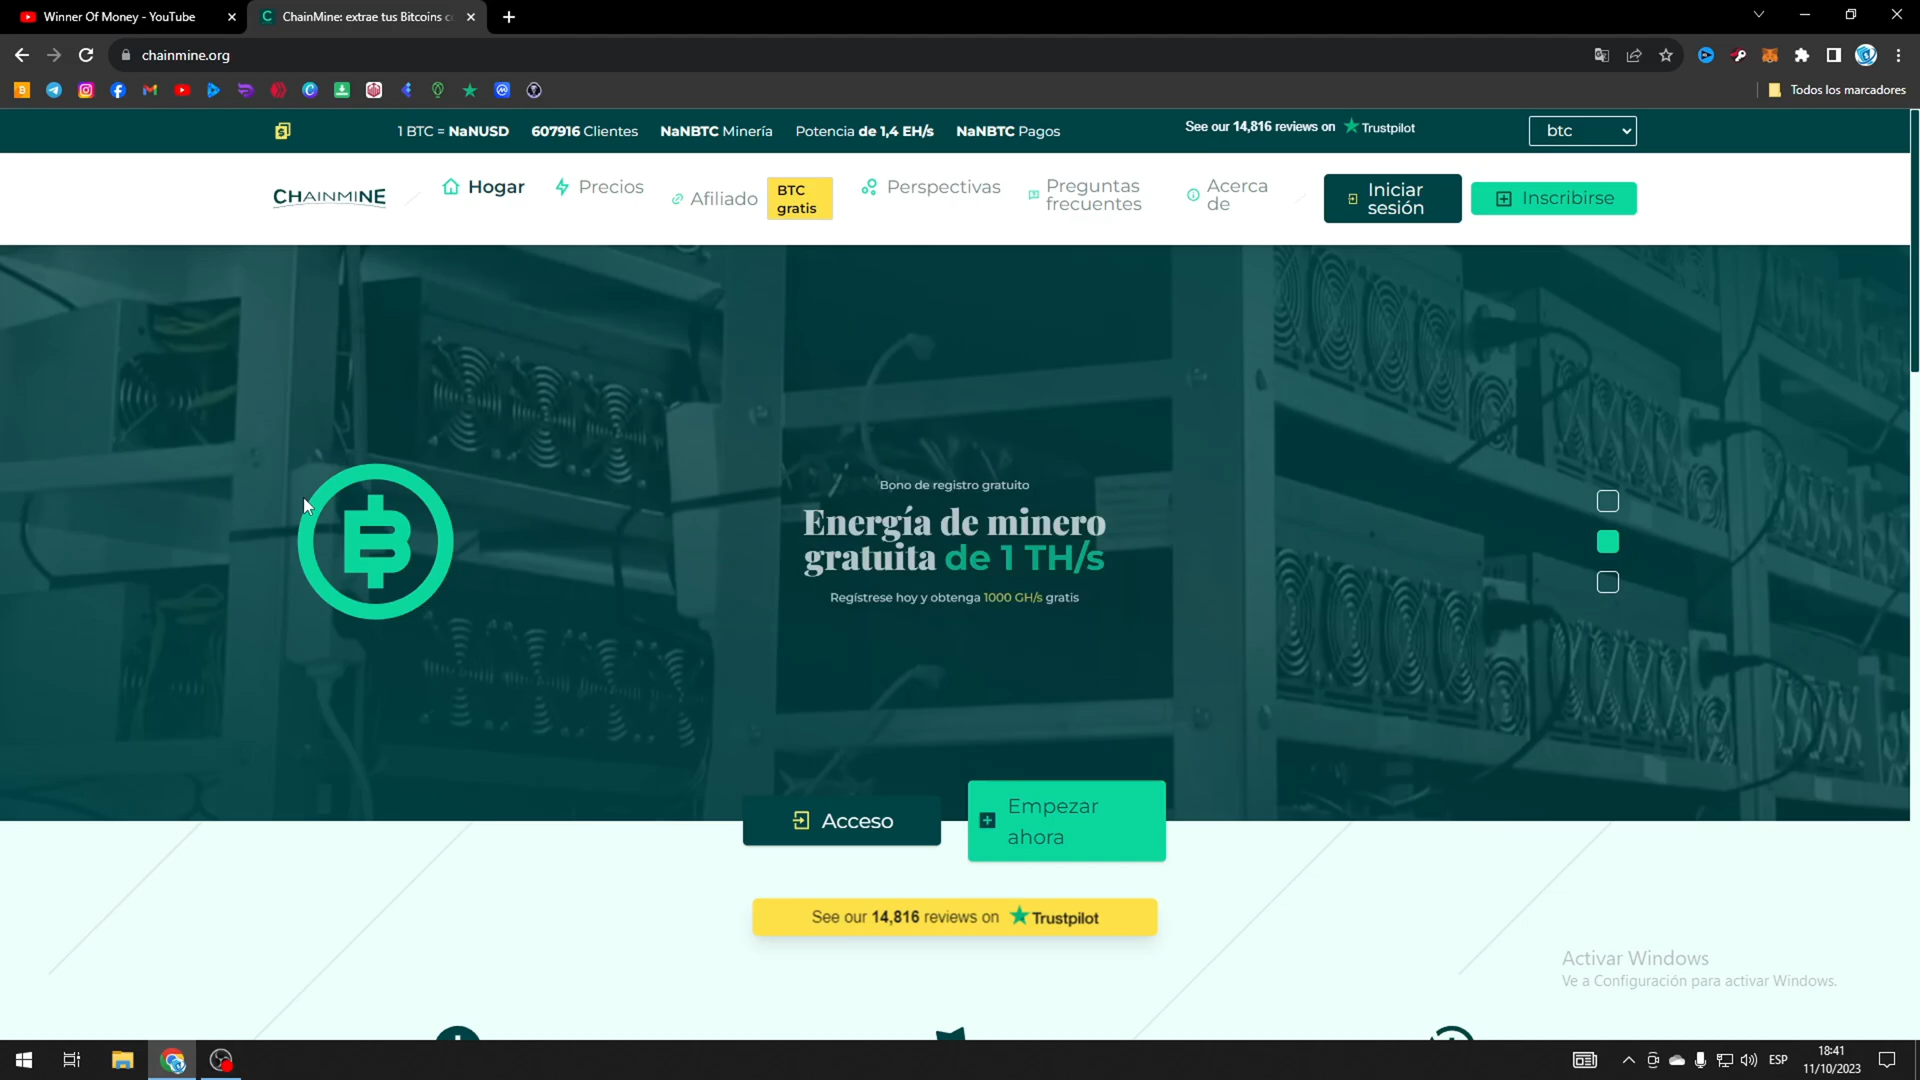 Winner Of Money - YouTube
ChainMine: extrae tus Bitcoins c
chainmine.org
Todos los marcadores
1 BTC = NaNUSD
607916 Clientes
NaNBTC Minería
Potencia de 1,4 EH/s
NaNBTC Pagos
See our 14,816 reviews on Trustpilot
btc
CHAINMINE
Hogar
Precios
Afiliado
BTC
gratis
Perspectivas
Preguntas
frecuentes
Acerca
de
Iniciar
sesión
Inscribirse
Bono de registro gratuito
Energía de minero
gratuita de 1 TH/s
Regístrese hoy y obtenga 1000 GH/s gratis
Acceso
Empezar
ahora
See our 14,816 reviews on Trustpilot
Activar Windows
Ve a Configuración para activar Windows.
ESP
18:41
11/10/2023